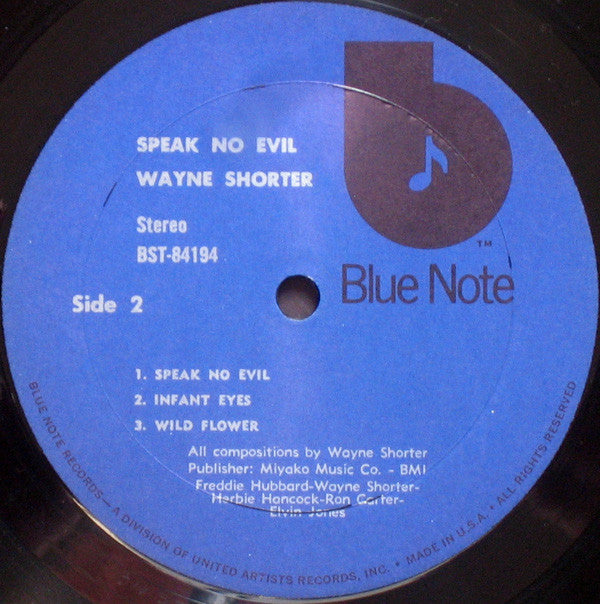 SPEAK NO EVIL
WAYNE SHORTER
Stereo
BST-84194
Side 2
TM
Blue Note
1. SPEAK NO EVIL
2. INFANT EYES
3. WILD FLOWER
All compositions by Wayne Shorter
Publisher: Miyako Music Co. - BMI
Freddie Hubbard-Wayne Shorter-
Herbie Hancock-Ron Carter-
Elvin Jones
BLUE NOTE RECORDS—A DIVISION OF UNITED ARTISTS RECORDS, INC. • MADE IN U.S.A. • ALL RIGHTS RESERVED